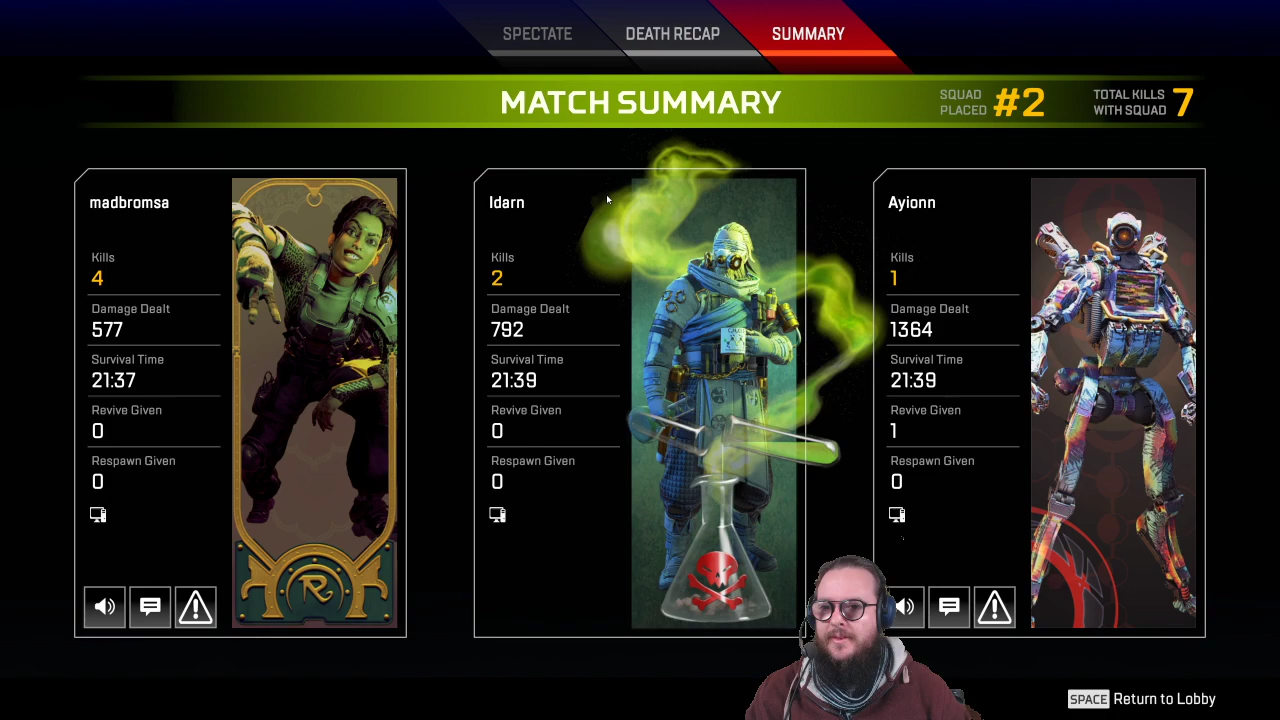 SPECTATE
DEATH RECAP
SUMMARY
MATCH SUMMARY
SQUAD
PLACED
#2
TOTAL KILLS
WITH SQUAD
7
madbromsa
Kills
4
Damage Dealt
577
Survival Time
21:37
Revive Given
0
Respawn Given
0
Idarn
Kills
2
Damage Dealt
792
Survival Time
21:39
Revive Given
0
Respawn Given
0
Ayionn
Kills
1
Damage Dealt
1364
Survival Time
21:39
Revive Given
1
Respawn Given
0
R
SPACE Return to Lobby